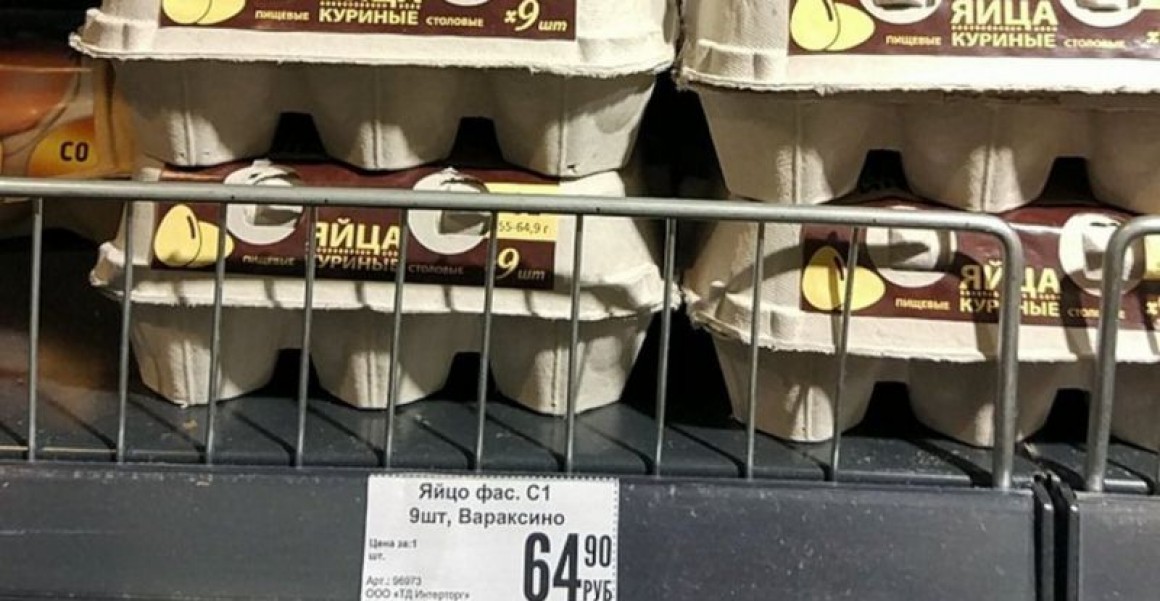 пищевые КУРИНЫЕ столовые х9 шт
ЯЙЦА
пищевые КУРИНЫЕ столовые
СО
55-64,9 г
ЯЙЦА
пищевые КУРИНЫЕ столовые 9 шт
ЯЙЦА
пищевые КУРИНЫЕ столовые
Яйцо фас. С1
9шт, Вараксино
Цена за:1
шт.
64 90
РУБ
Арт.: 96973
ООО «ТД Интерторг»